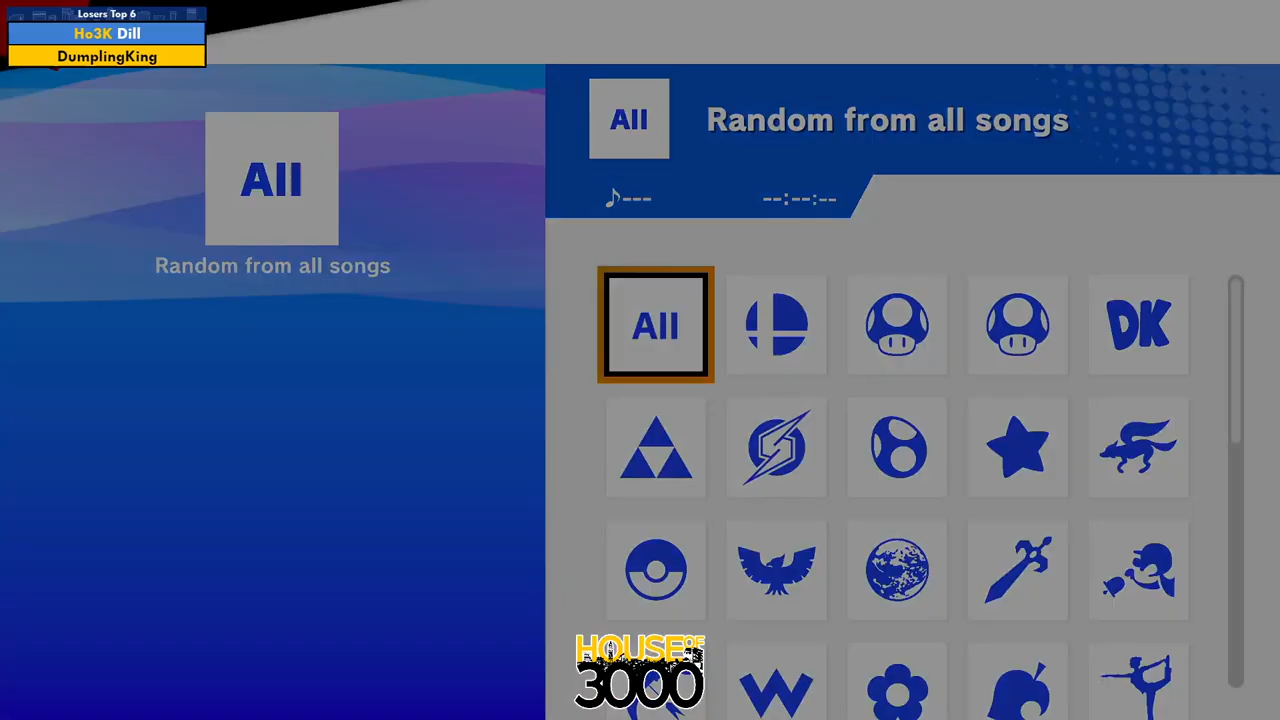 Losers Top 6
Ho3K Dill
DumplingKing
All
Random from all songs
All
Random from all songs
♪---
--:--:--
All
DK
HOUSE OF
3000